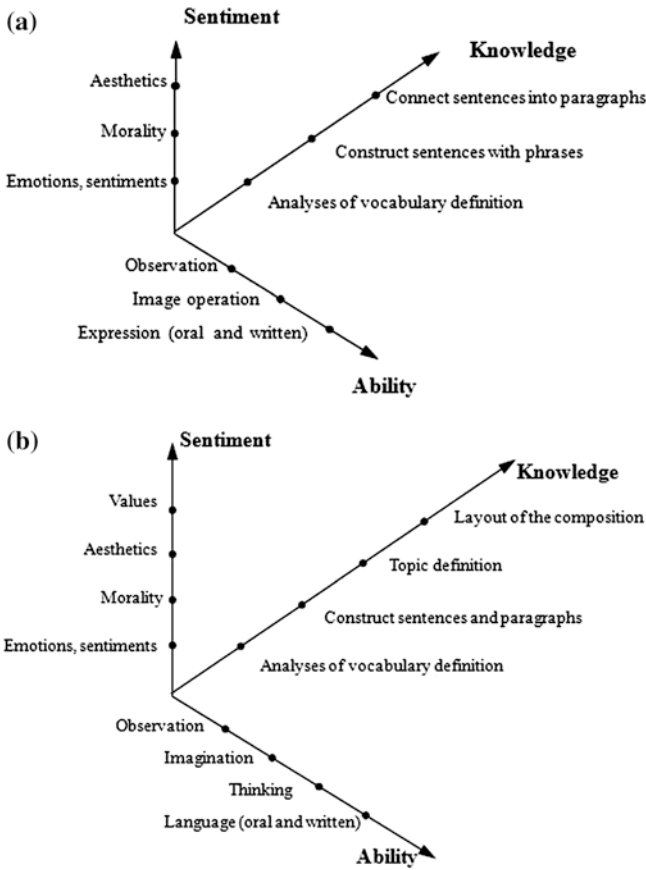 (a)
Sentiment
Knowledge
Aesthetics
Connect sentences into paragraphs
Morality
Construct sentences with phrases
Emotions, sentiments
Analyses of vocabulary definition
Observation
Image operation
Expression (oral and written)
Ability
(b)
Sentiment
Knowledge
Values
Layout of the composition
Aesthetics
Topic definition
Morality
Construct sentences and paragraphs
Emotions, sentiments
Analyses of vocabulary definition
Observation
Imagination
Thinking
Language (oral and written)
Ability